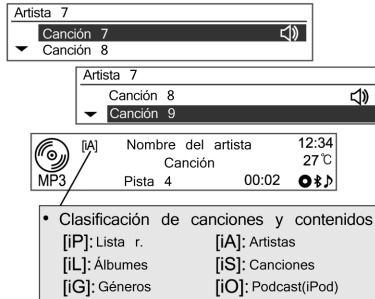 Artista 7
Canción 7
Canción 8
Artista 7
Canción 8
Canción 9
[iA] Nombre del artista 12:34
Canción 27℃
MP3 Pista 4 00:02
• Clasificación de canciones y contenidos
[iP]: Lista r. [iA]: Artistas
[iL]: Álbumes [iS]: Canciones
[iG]: Géneros [iO]: Podcast(iPod)